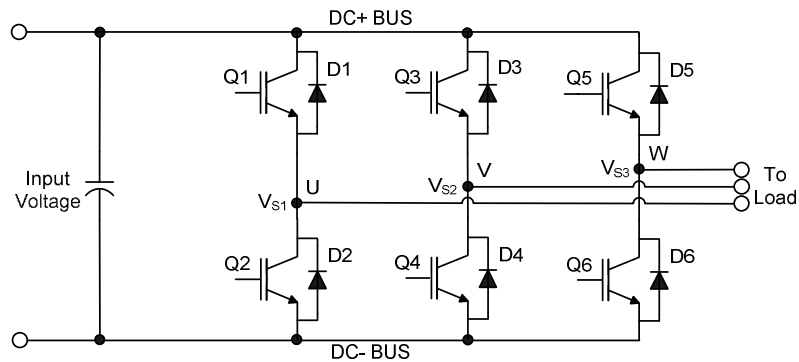 DC+ BUS
Q1
D1
Q3
D3
Q5
D5
Input
Voltage
VS1
U
VS2
V
VS3
W
To
Load
Q2
D2
Q4
D4
Q6
D6
DC- BUS